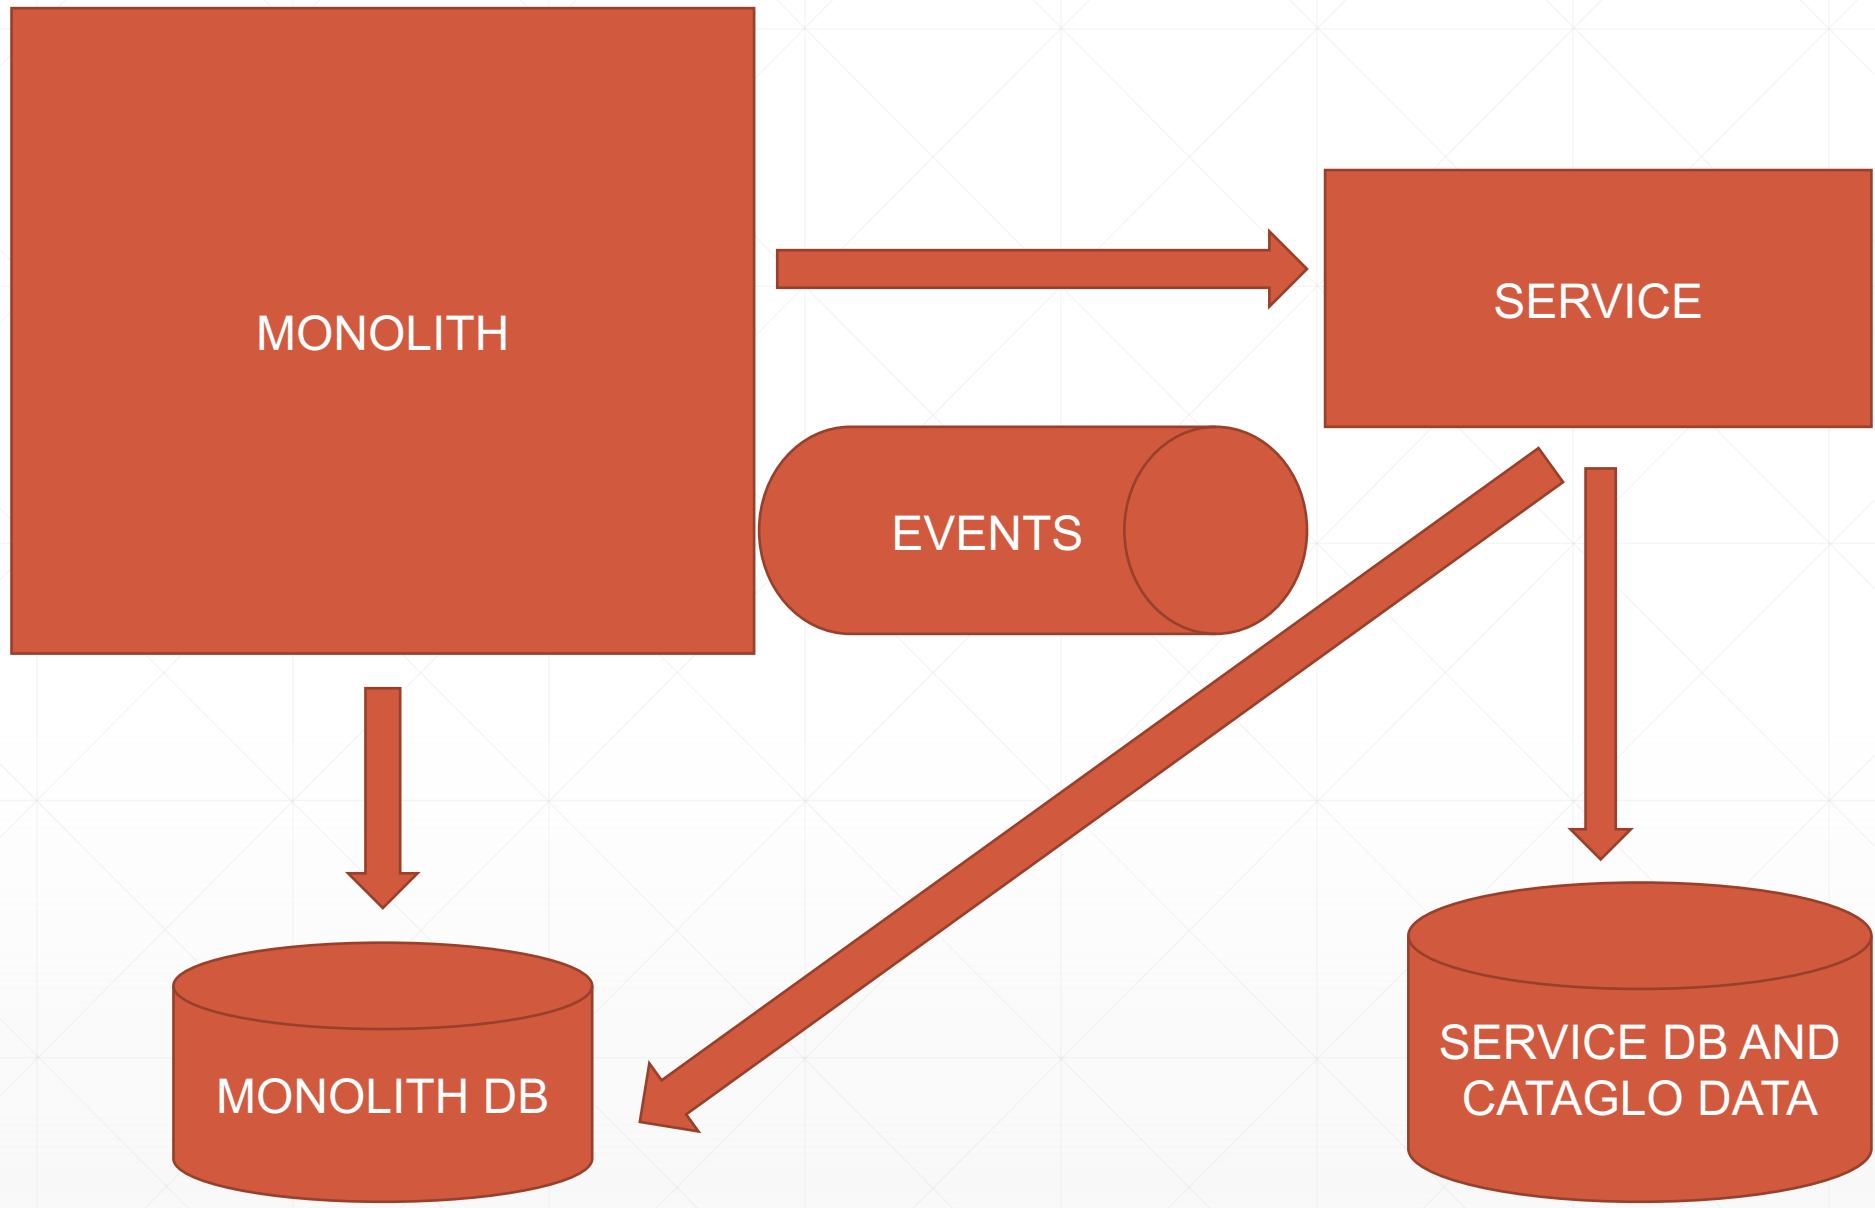 MONOLITH
SERVICE
EVENTS
MONOLITH DB
SERVICE DB AND
CATAGLO DATA